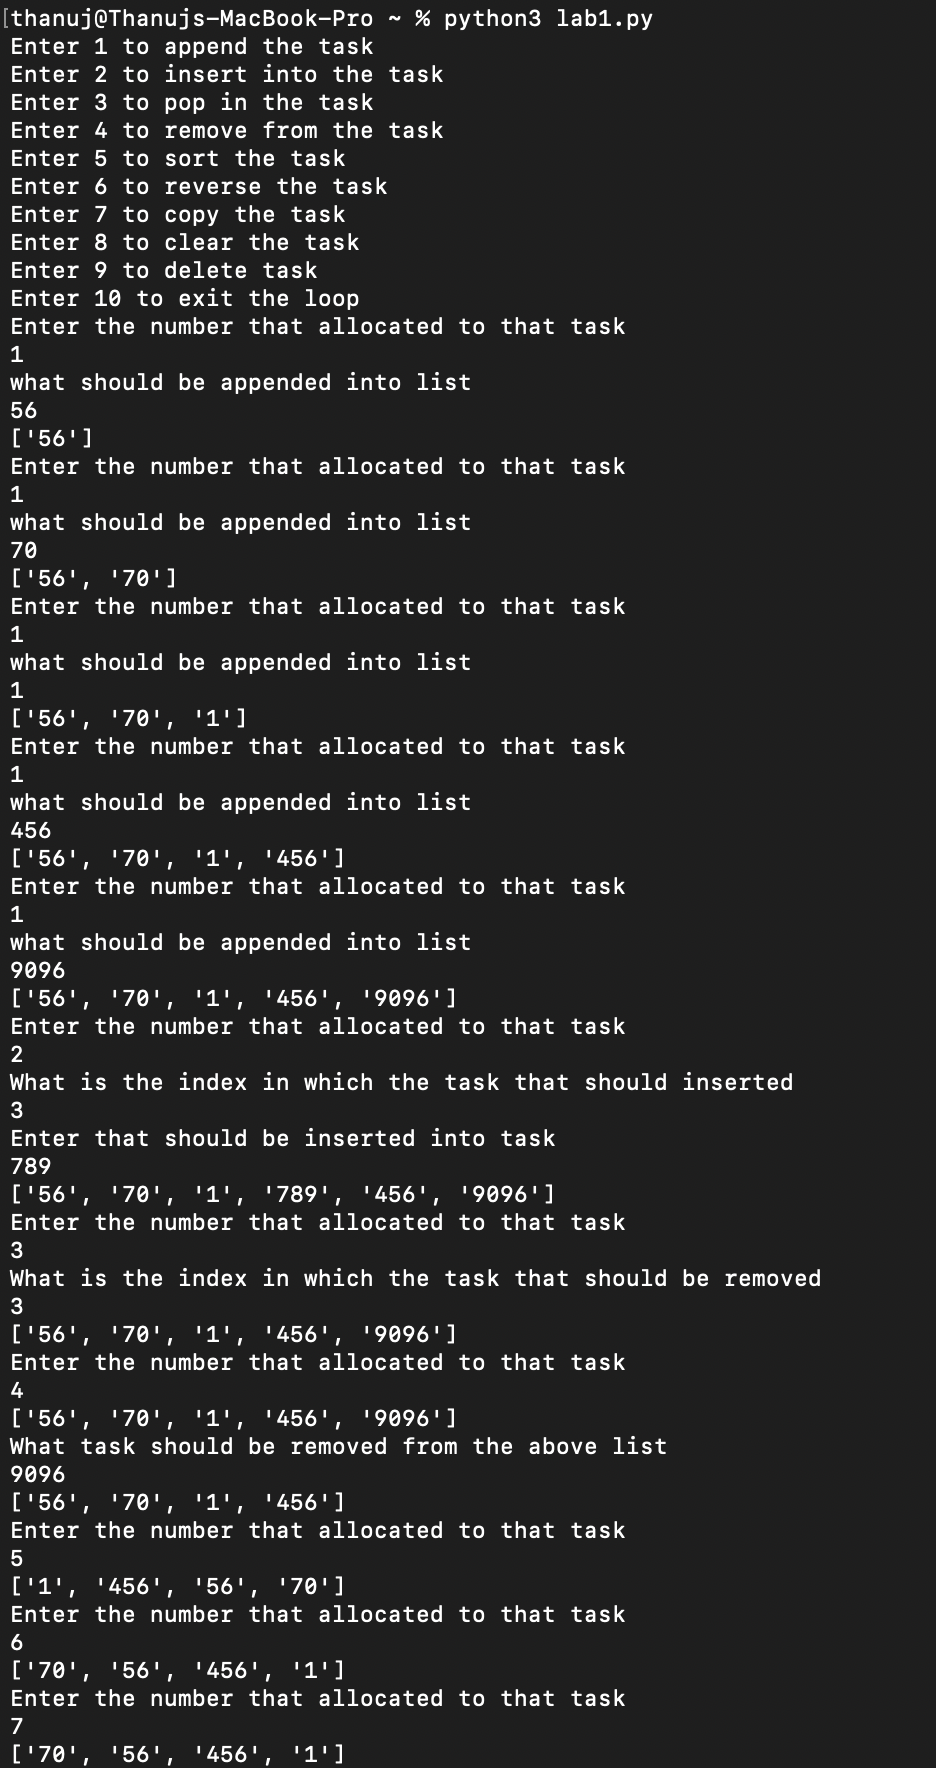 [thanuj@Thanujs-MacBook-Pro ~ % python3 lab1.py
Enter 1 to append the task
Enter 2 to insert into the task
Enter 3 to pop in the task
Enter 4 to remove from the task
Enter 5 to sort the task
Enter 6 to reverse the task
Enter 7 to copy the task
Enter 8 to clear the task
Enter 9 to delete task
Enter 10 to exit the loop
Enter the number that allocated to that task
1
what should be appended into list
56
['56']
Enter the number that allocated to that task
1
what should be appended into list
70
['56', '70']
Enter the number that allocated to that task
1
what should be appended into list
1
['56', '70', '1']
Enter the number that allocated to that task
1
what should be appended into list
456
['56', '70', '1', '456']
Enter the number that allocated to that task
1
what should be appended into list
9096
['56', '70', '1', '456', '9096']
Enter the number that allocated to that task
2
What is the index in which the task that should inserted
3
Enter that should be inserted into task
789
['56', '70', '1', '789', '456', '9096']
Enter the number that allocated to that task
3
What is the index in which the task that should be removed
3
['56', '70', '1', '456', '9096']
Enter the number that allocated to that task
4
['56', '70', '1', '456', '9096']
What task should be removed from the above list
9096
['56', '70', '1', '456']
Enter the number that allocated to that task
5
['1', '456', '56', '70']
Enter the number that allocated to that task
6
['70', '56', '456', '1']
Enter the number that allocated to that task
7
['70', '56', '456', '1']